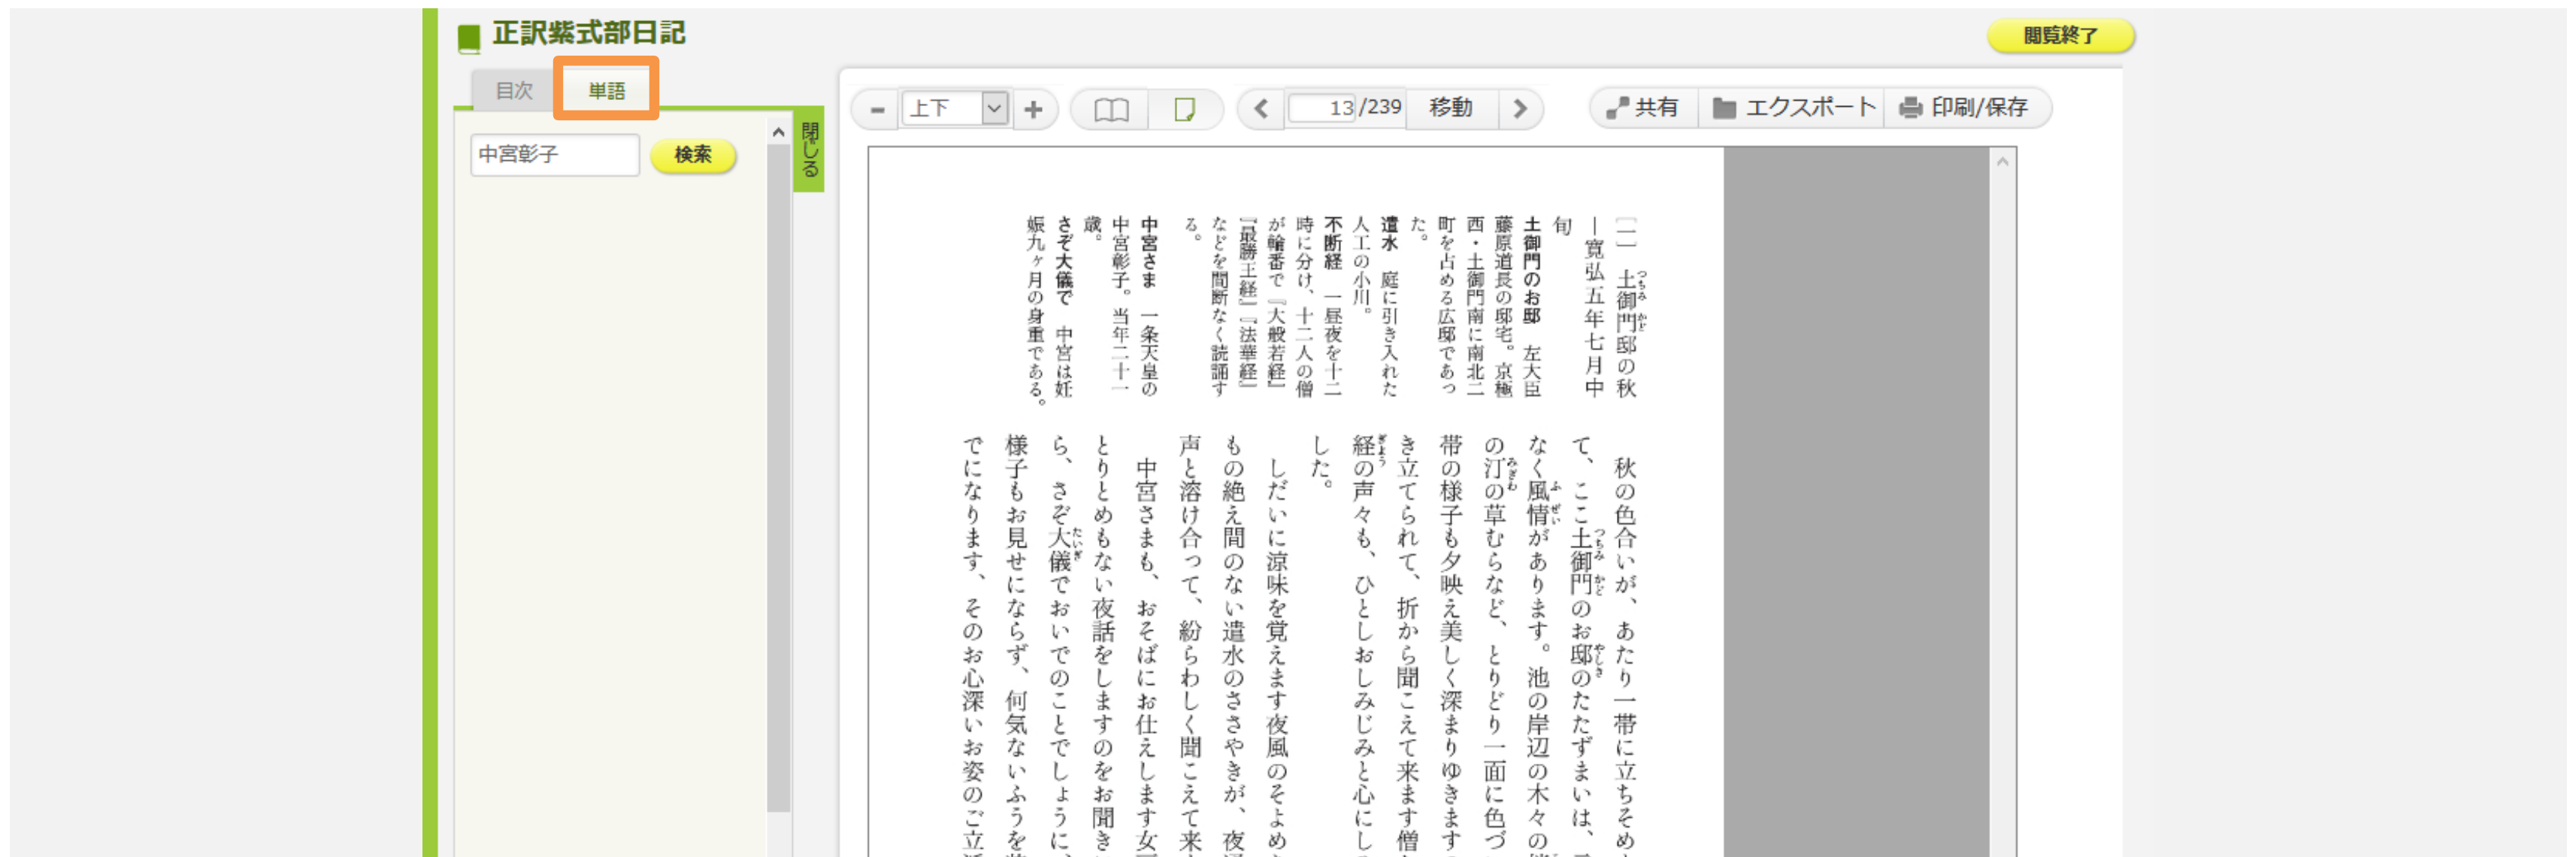 正訳紫式部日記
閲覧終了
目次
単語
中宮彰子
検索
閉じる
上下
13/239
移動
共有
エクスポート
印刷/保存
［一］ 土御門邸の秋
―寛弘五年七月中
旬
土御門のお邸 左大臣
藤原道長の邸宅。京極
西・土御門南に南北二
町を占める広邸であっ
た。
遣水 庭に引き入れた
人工の小川。
不断経 一昼夜を十二
時に分け、十二人の僧
が輪番で『大般若経』
『最勝王経』『法華経』
などを間断なく読誦す
る。
中宮さま 一条天皇の
中宮彰子。当年二十一
歳。
さぞ大儀で 中宮は妊
娠九ヶ月の身重である。
秋の色合いが、あたり一帯に立ちそめ
て、ここ土御門のお邸のたたずまいは、
なく風情があります。池の岸辺の木々の
の汀の草むらなど、とりどり一面に色づ
帯の様子も夕映え美しく深まりゆきます
き立てられて、折から聞こえて来ます僧
経の声々も、ひとしおしみじみと心にし
した。
しだいに涼味を覚えます夜風のそよめ
もの絶え間のない遣水のささやきが、夜
声と溶け合って、紛らわしく聞こえて来
中宮さまも、おそばにお仕えします女
とりとめもない夜話をしますのをお聞き
ら、さぞ大儀でおいでのことでしょうに
様子もお見せにならず、何気ないふうを
でになります、そのお心深いお姿のご立